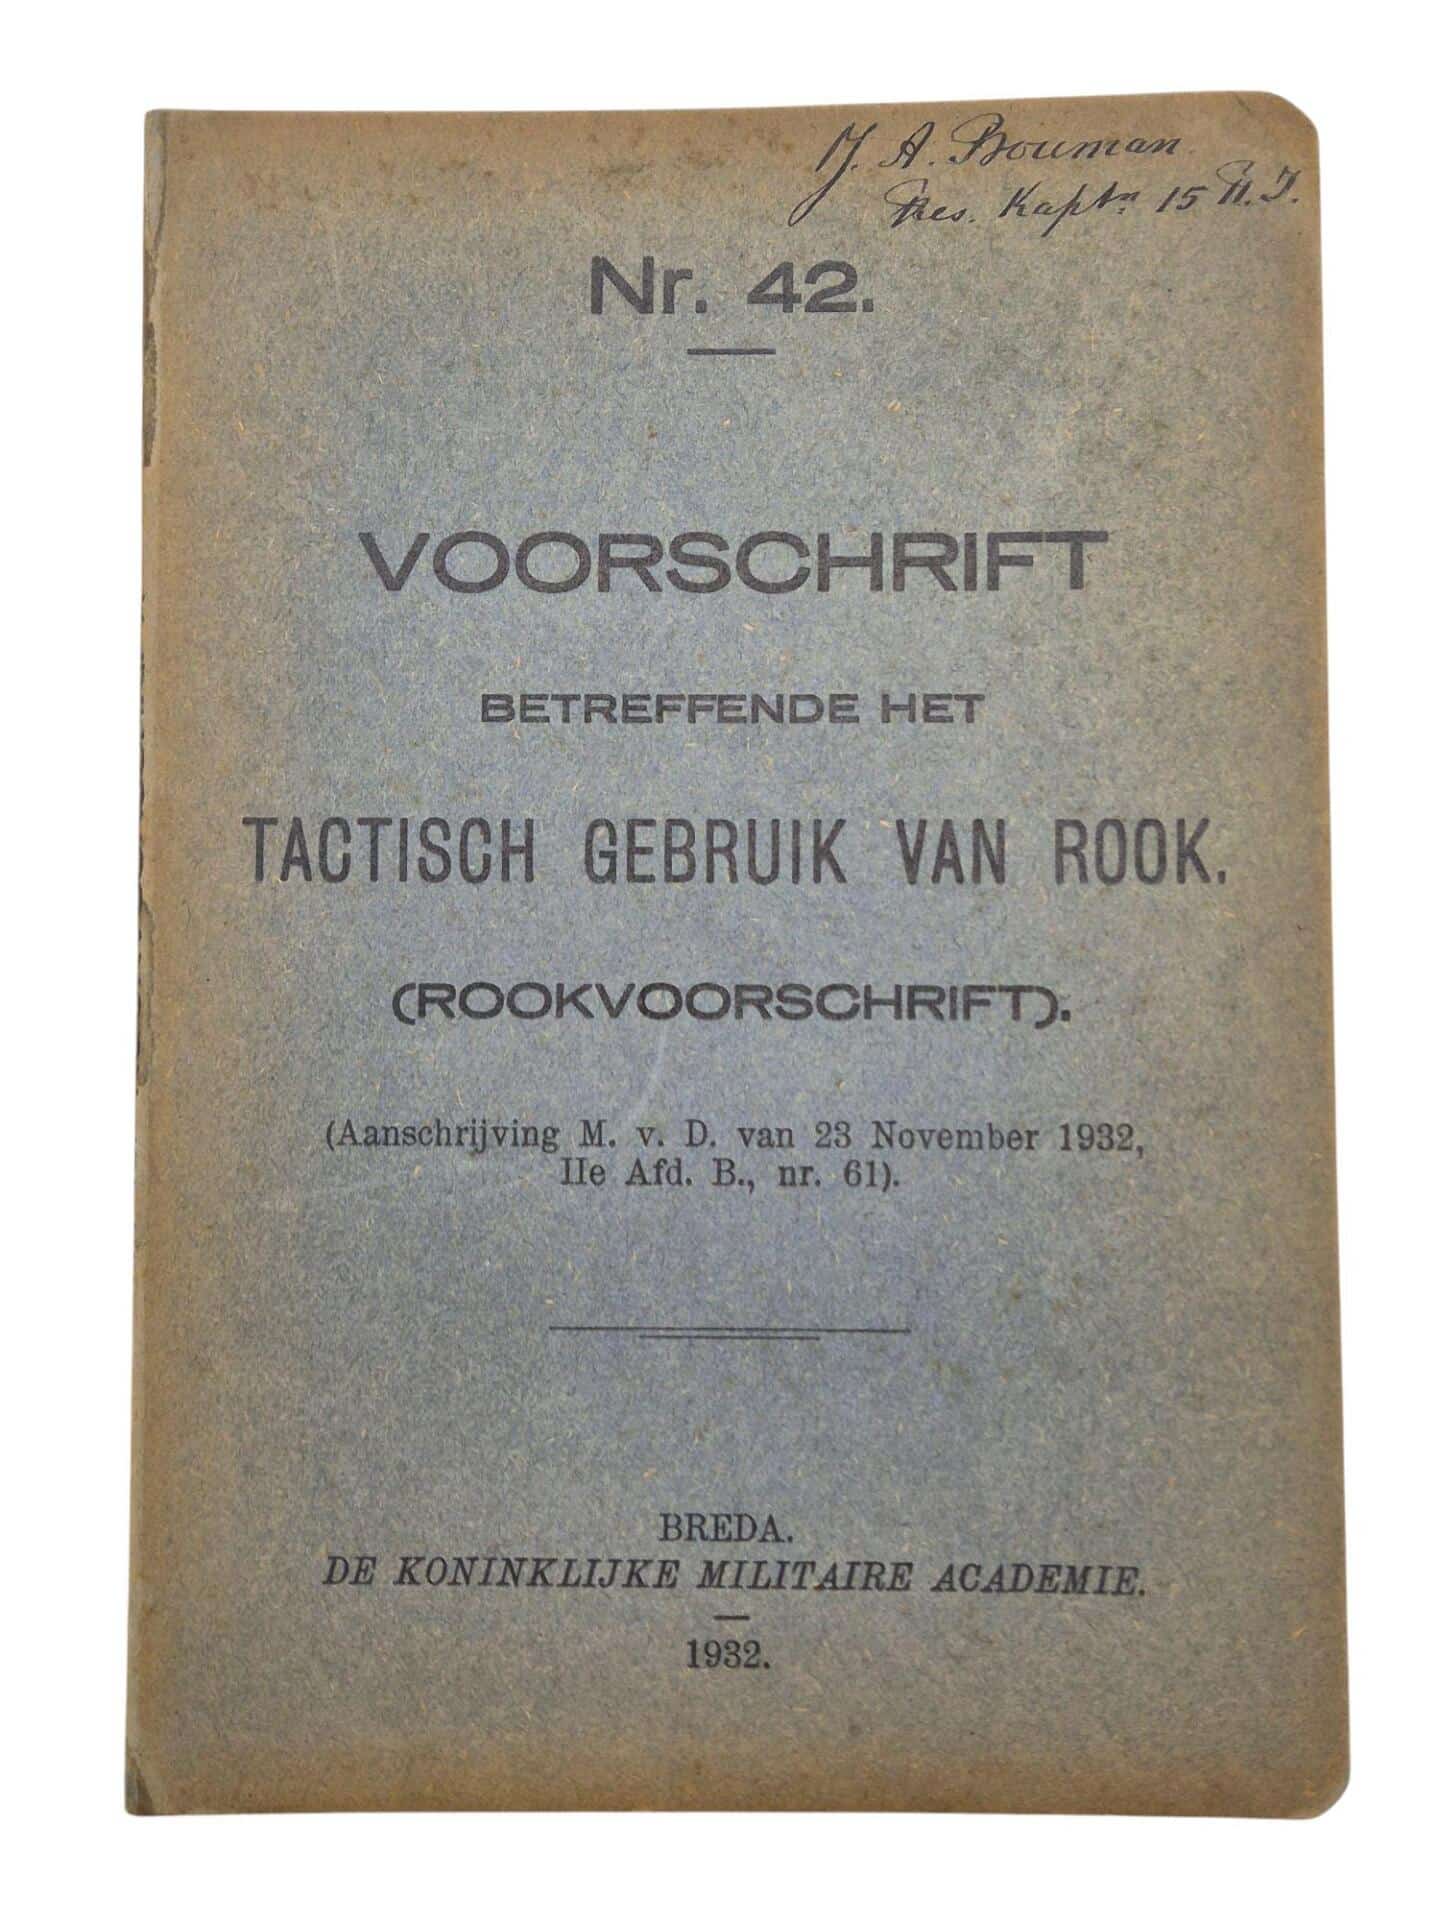 J. A. Bouman
Res. Kaptn 15 R. I.
Nr. 42.
VOORSCHRIFT
BETREFFENDE HET
TACTISCH GEBRUIK VAN ROOK.
(ROOKVOORSCHRIFT).
(Aanschrijving M. v. D. van 23 November 1932,
IIe Afd. B., nr. 61).
BREDA.
DE KONINKLIJKE MILITAIRE ACADEMIE.
1932.